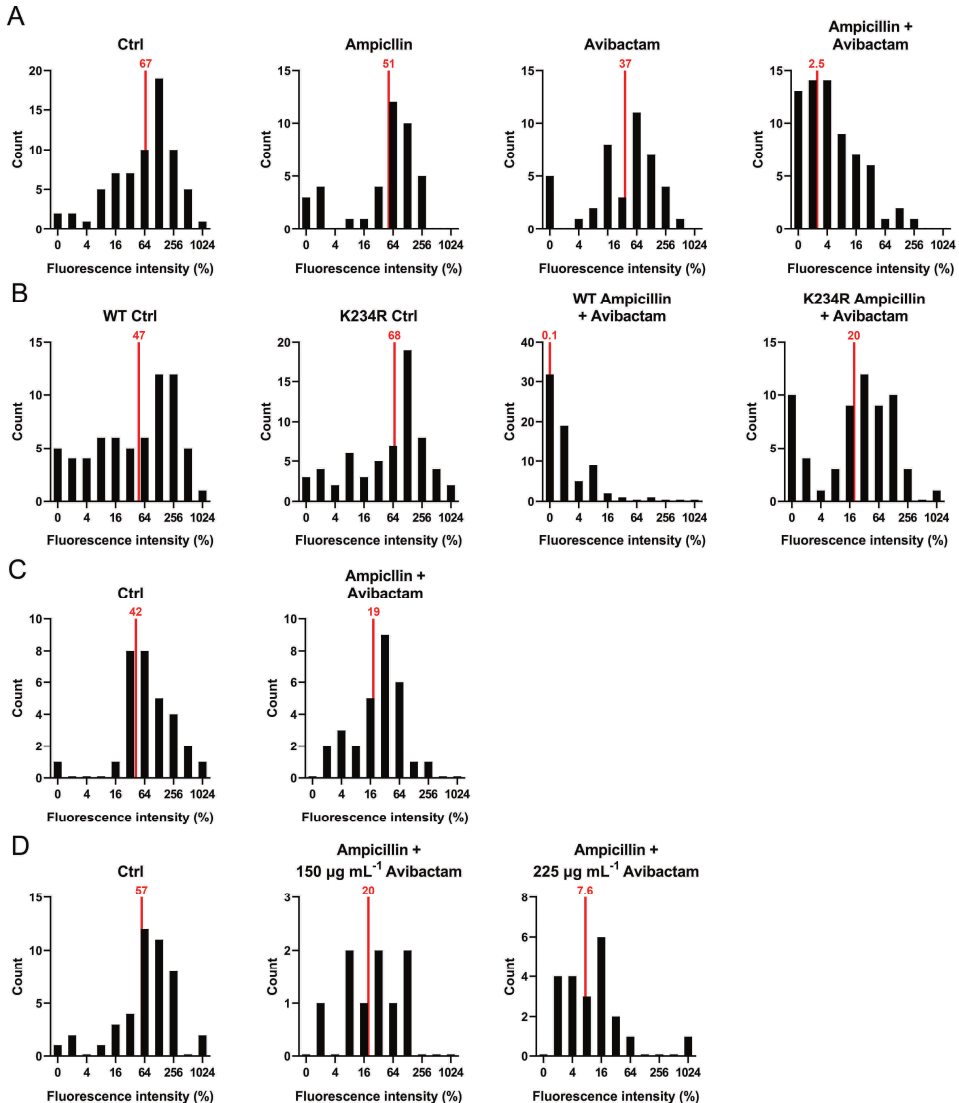 A
Ctrl
67
20
15
10
5
0
Count
0 4 16 64 256 1024
Fluorescence intensity (%)
Ampicllin
51
15
10
5
0
Count
0 4 16 64 256 1024
Fluorescence intensity (%)
Avibactam
37
15
10
5
0
Count
0 4 16 64 256 1024
Fluorescence intensity (%)
Ampicillin +
Avibactam
2.5
15
10
5
0
Count
0 4 16 64 256 1024
Fluorescence intensity (%)
B
WT Ctrl
47
15
10
5
0
Count
0 4 16 64 256 1024
Fluorescence intensity (%)
K234R Ctrl
68
20
15
10
5
0
Count
0 4 16 64 256 1024
Fluorescence intensity (%)
WT Ampicillin
+ Avibactam
0.1
40
30
20
10
0
Count
0 4 16 64 256 1024
Fluorescence intensity (%)
K234R Ampicillin
+ Avibactam
20
15
10
5
0
Count
0 4 16 64 256 1024
Fluorescence intensity (%)
C
Ctrl
42
10
8
6
4
2
0
Count
0 4 16 64 256 1024
Fluorescence intensity (%)
Ampicllin +
Avibactam
19
10
8
6
4
2
0
Count
0 4 16 64 256 1024
Fluorescence intensity (%)
D
Ctrl
57
15
10
5
0
Count
0 4 16 64 256 1024
Fluorescence intensity (%)
Ampicillin +
150 µg mL⁻¹ Avibactam
20
3
2
1
0
Count
0 4 16 64 256 1024
Fluorescence intensity (%)
Ampicillin +
225 µg mL⁻¹ Avibactam
7.6
8
6
4
2
0
Count
0 4 16 64 256 1024
Fluorescence intensity (%)